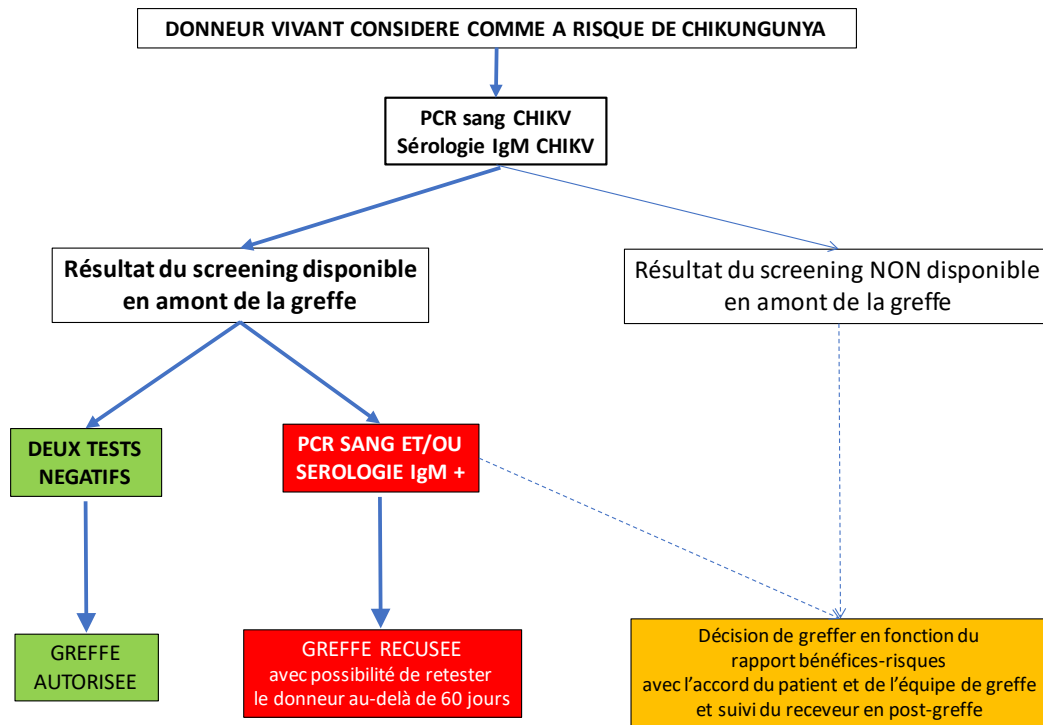 DONNEUR VIVANT CONSIDERE COMME A RISQUE DE CHIKUNGUNYA
PCR sang CHIKV
Sérologie IgM CHIKV
Résultat du screening disponible
en amont de la greffe
Résultat du screening NON disponible
en amont de la greffe
DEUX TESTS
NEGATIFS
PCR SANG ET/OU
SEROLOGIE IgM +
GREFFE
AUTORISEE
GREFFE RECUSEE
avec possibilité de retester
le donneur au-delà de 60 jours
Décision de greffer en fonction du
rapport bénéfices-risques
avec l’accord du patient et de l’équipe de greffe
et suivi du receveur en post-greffe